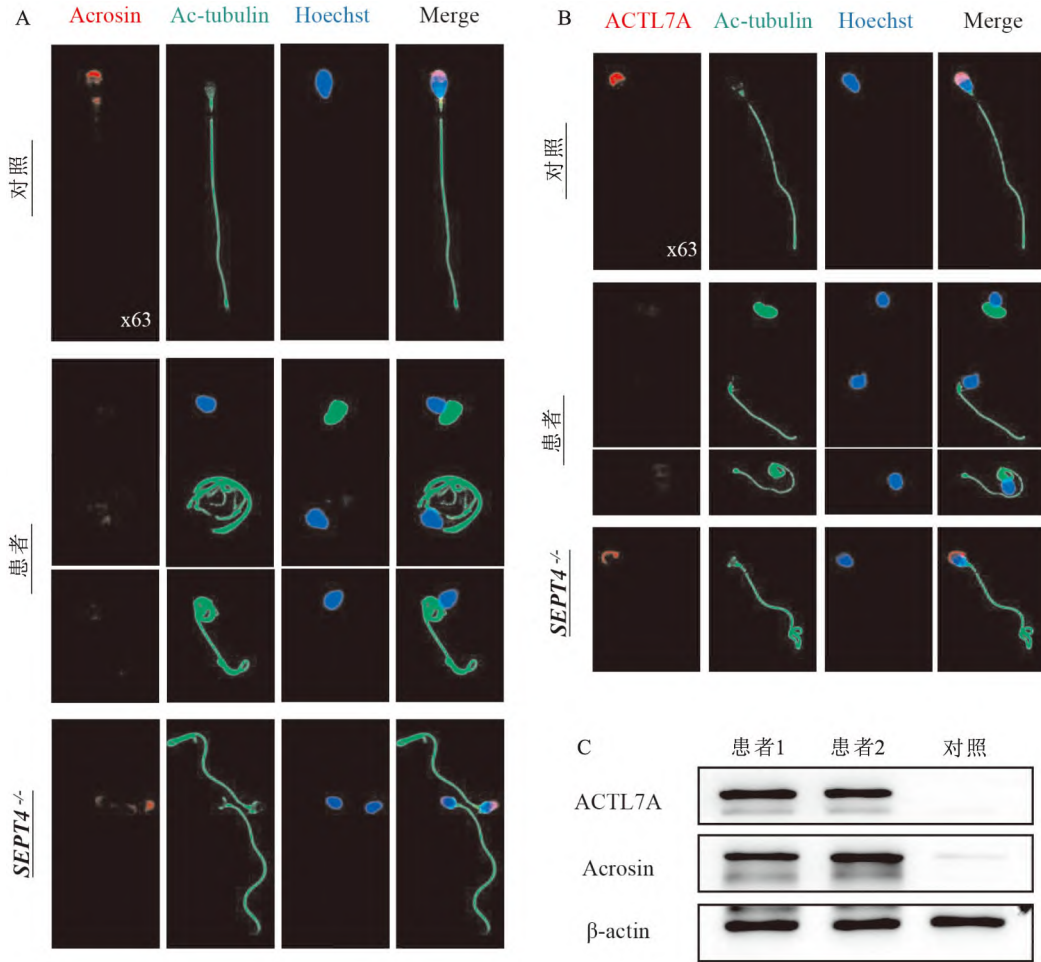 A
Acrosin Ac-tubulin Hoechst Merge
对照
x63
患者
SEPT4-/-
B
ACTL7A Ac-tubulin Hoechst Merge
对照
x63
患者
SEPT4-/-
C
患者1 患者2 对照
ACTL7A
Acrosin
β-actin